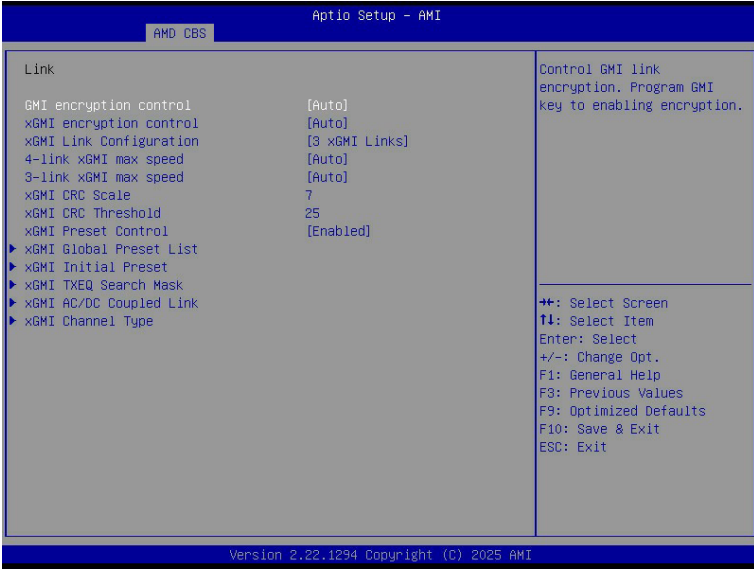 Aptio Setup - AMI
AMD CBS
Link
GMI encryption control [Auto]
xGMI encryption control [Auto]
xGMI Link Configuration [3 xGMI Links]
4-link xGMI max speed [Auto]
3-link xGMI max speed [Auto]
xGMI CRC Scale 7
xGMI CRC Threshold 25
xGMI Preset Control [Enabled]
► xGMI Global Preset List
► xGMI Initial Preset
► xGMI TXEQ Search Mask
► xGMI AC/DC Coupled Link
► xGMI Channel Type
Control GMI link
encryption. Program GMI
key to enabling encryption.
→←: Select Screen
↑↓: Select Item
Enter: Select
+/-: Change Opt.
F1: General Help
F3: Previous Values
F9: Optimized Defaults
F10: Save & Exit
ESC: Exit
Version 2.22.1294 Copyright (C) 2025 AMI